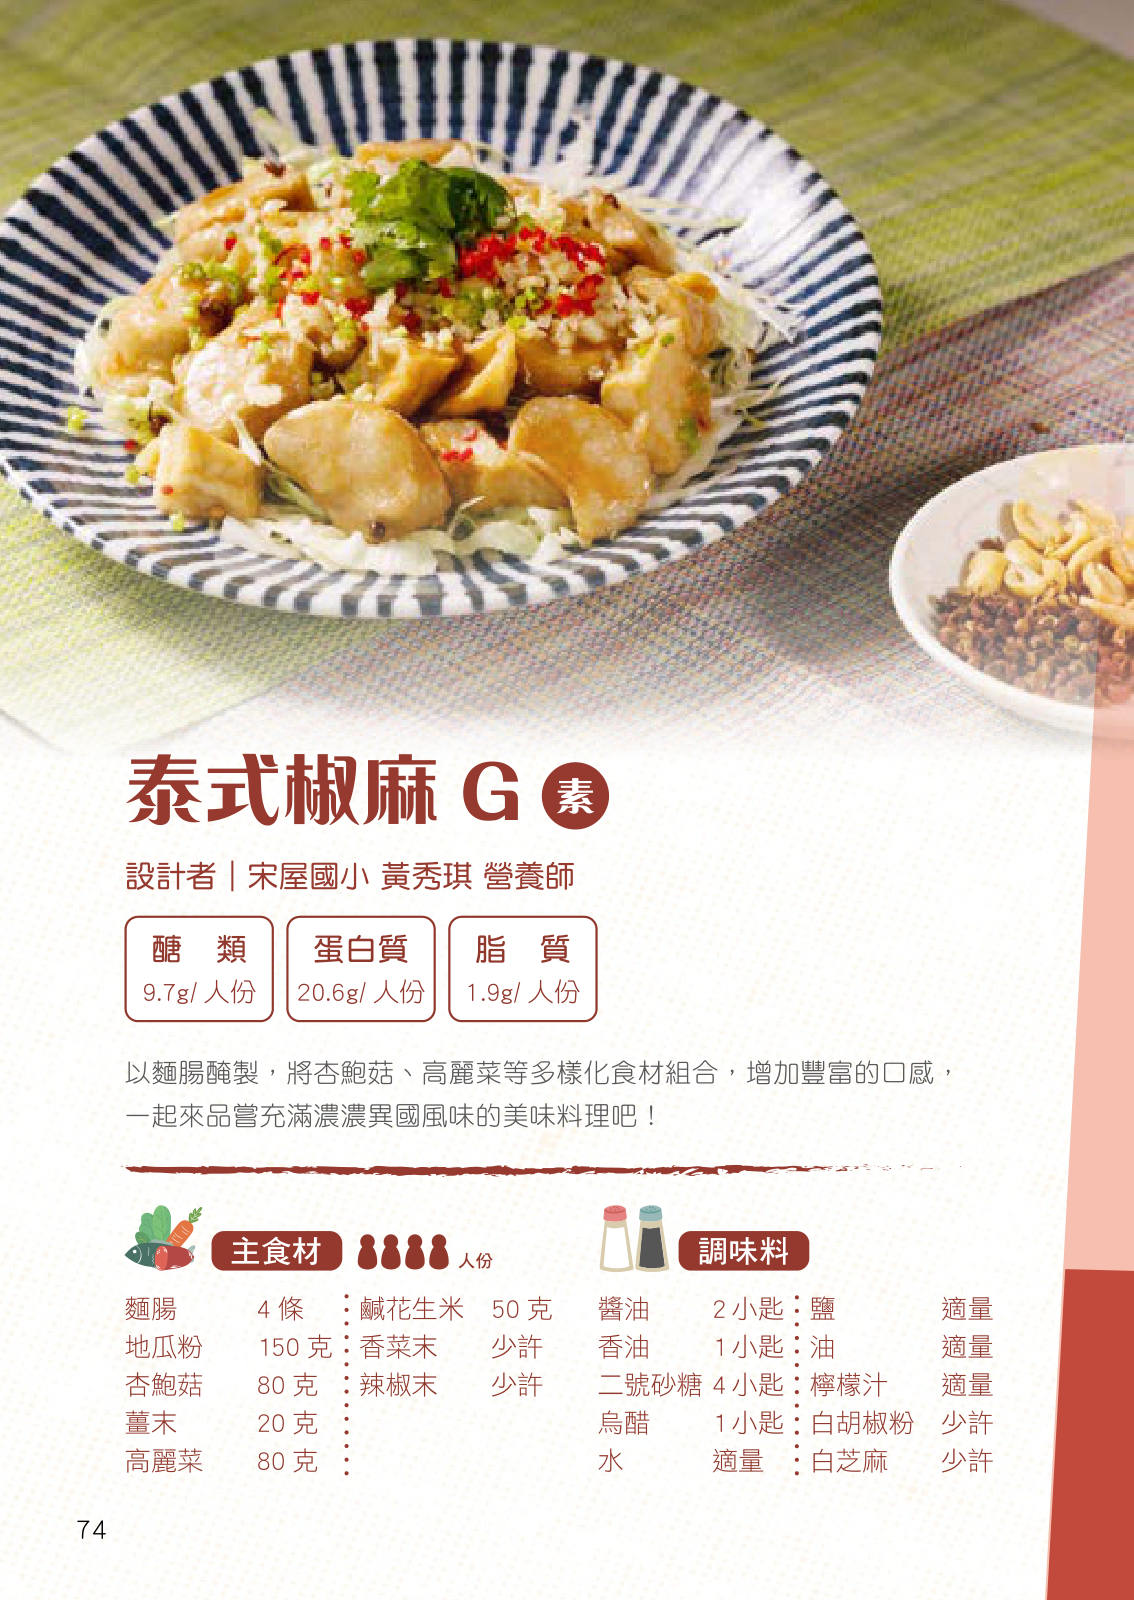 泰式椒麻 G 素
設計者｜宋屋國小 黃秀琪 營養師
醣　類
9.7g/ 人份
蛋白質
20.6g/ 人份
脂　質
1.9g/ 人份
以麵腸醃製，將杏鮑菇、高麗菜等多樣化食材組合，增加豐富的口感，
一起來品嘗充滿濃濃異國風味的美味料理吧！
主食材 人份
麵腸 4 條
地瓜粉 150 克
杏鮑菇 80 克
薑末 20 克
高麗菜 80 克
鹹花生米 50 克
香菜末 少許
辣椒末 少許
調味料
醬油 2 小匙
香油 1 小匙
二號砂糖 4 小匙
烏醋 1 小匙
水 適量
鹽 適量
油 適量
檸檬汁 適量
白胡椒粉 少許
白芝麻 少許
74